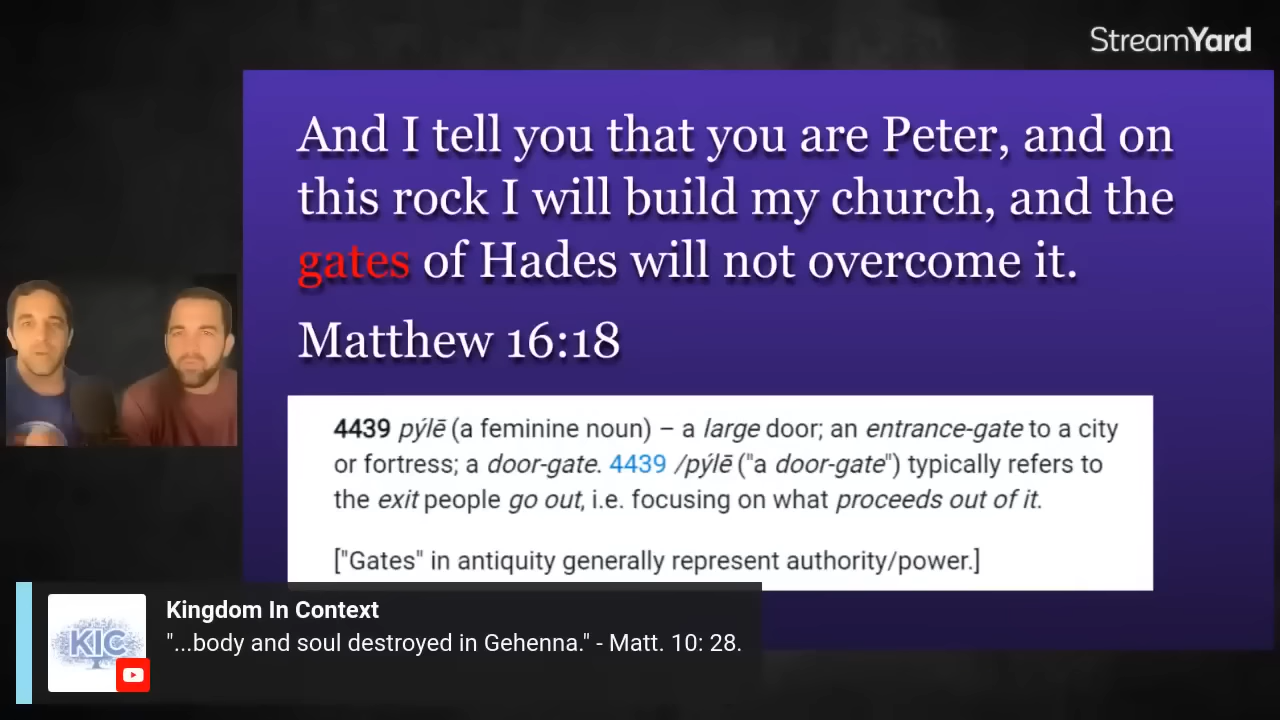 StreamYard
And I tell you that you are Peter, and on
this rock I will build my church, and the
gates of Hades will not overcome it.
Matthew 16:18
4439 pýlē (a feminine noun) – a large door; an entrance-gate to a city
or fortress; a door-gate. 4439 /pýlē ("a door-gate") typically refers to
the exit people go out, i.e. focusing on what proceeds out of it.
["Gates" in antiquity generally represent authority/power.]
KIC
Kingdom In Context
"...body and soul destroyed in Gehenna." - Matt. 10: 28.